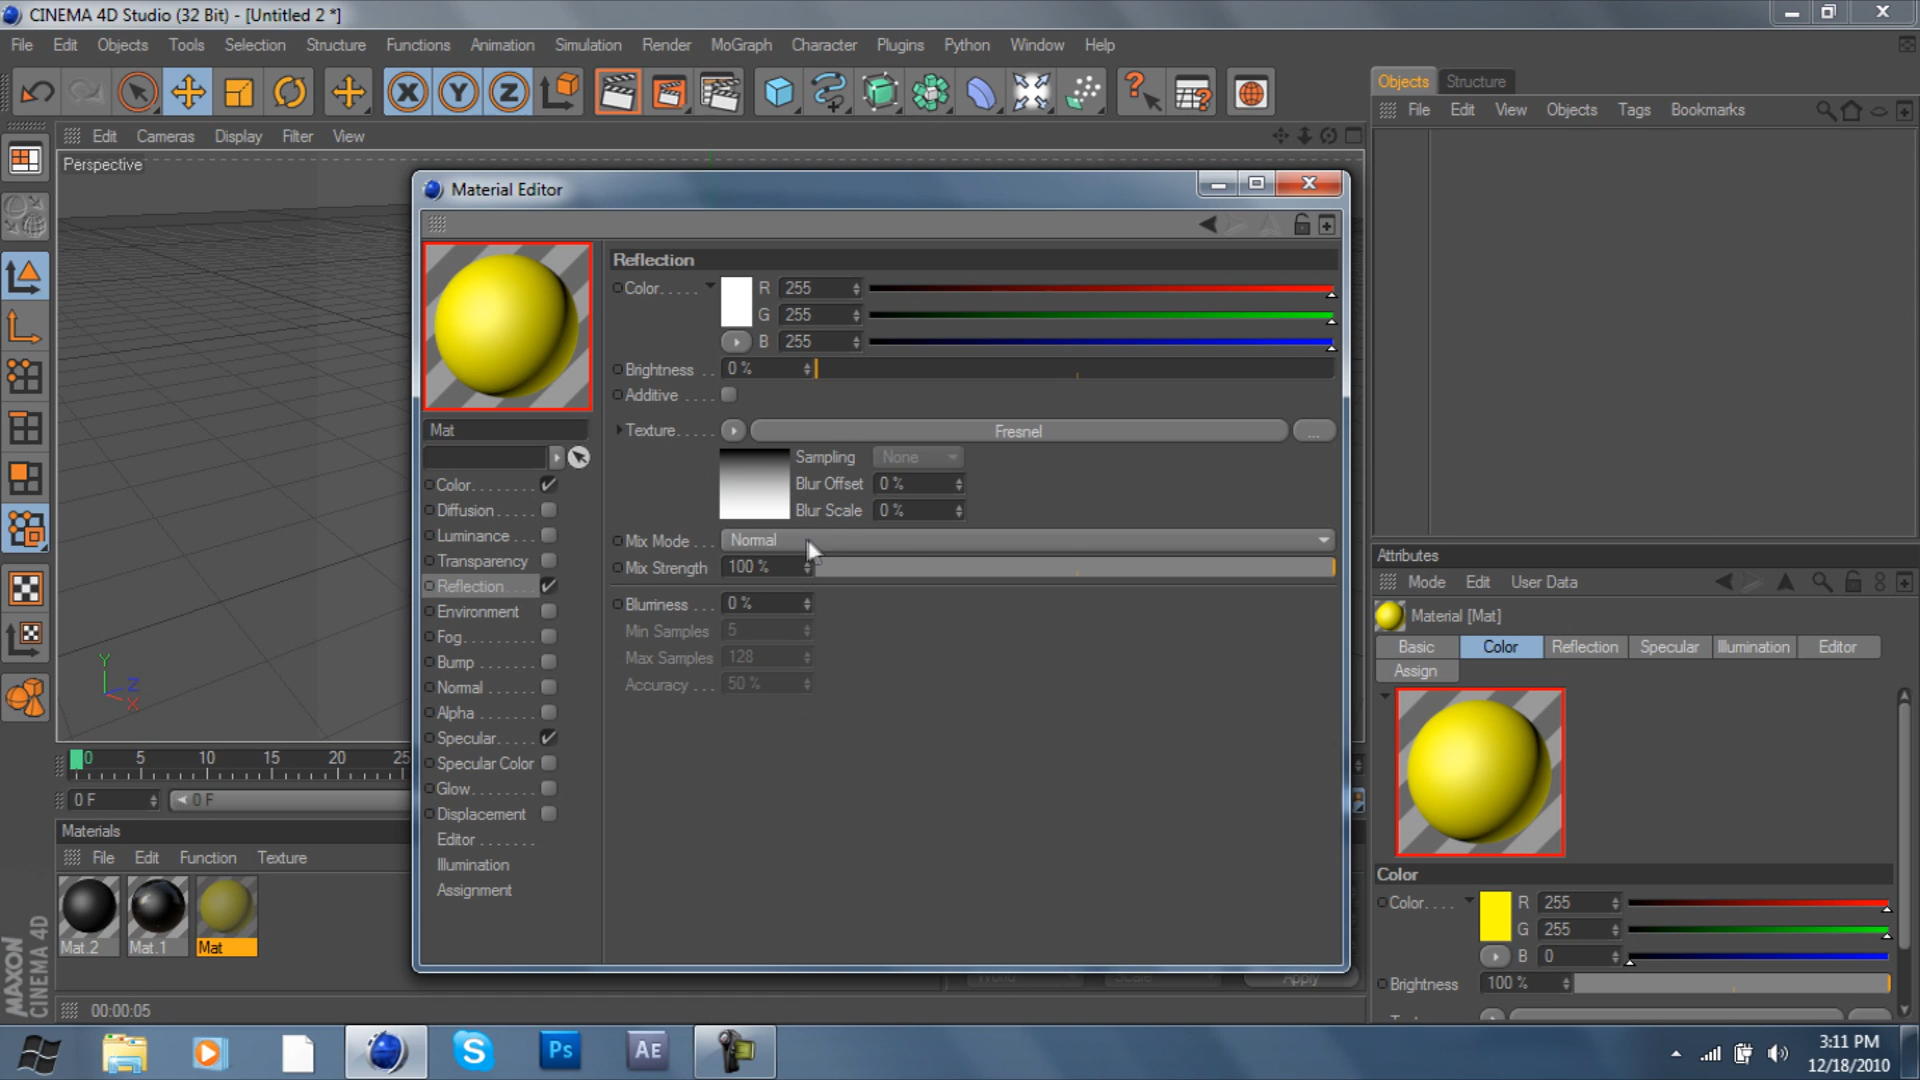 CINEMA 4D Studio (32 Bit) - [Untitled 2 *]
File Edit Objects Tools Selection Structure Functions Animation Simulation Render MoGraph Character Plugins Python Window Help
X Y Z
Objects Structure
File Edit View Objects Tags Bookmarks
Edit Cameras Display Filter View
Perspective
Material Editor
Reflection
Color. . . . . R 255
G 255
B 255
Brightness . . 0 %
Additive . . . .
Texture. . . . . Fresnel ...
Sampling None
Blur Offset 0 %
Blur Scale 0 %
Mix Mode . . . Normal
Mix Strength 100 %
Blurriness . . . 0 %
Min Samples 5
Max Samples 128
Accuracy . . . 50 %
Mat
Color. . . . . . . .
Diffusion . . . . .
Luminance . . .
Transparency
Reflection . . . .
Environment
Fog. . . . . . . . .
Bump . . . . . . .
Normal . . . . . .
Alpha . . . . . . .
Specular. . . . .
Specular Color
Glow. . . . . . . .
Displacement
Editor . . . . . . .
Illumination
Assignment
Y
Z
X
0 5 10 15 20 25
0 F 0 F
Materials
File Edit Function Texture
Mat.2 Mat.1 Mat
MAXON
CINEMA 4D
00:00:05
World Scale Apply
Attributes
Mode Edit User Data
Material [Mat]
Basic Color Reflection Specular Illumination Editor
Assign
Color
Color. . . . R 255
G 255
B 0
Brightness 100 %
Ps AE
3:11 PM
12/18/2010